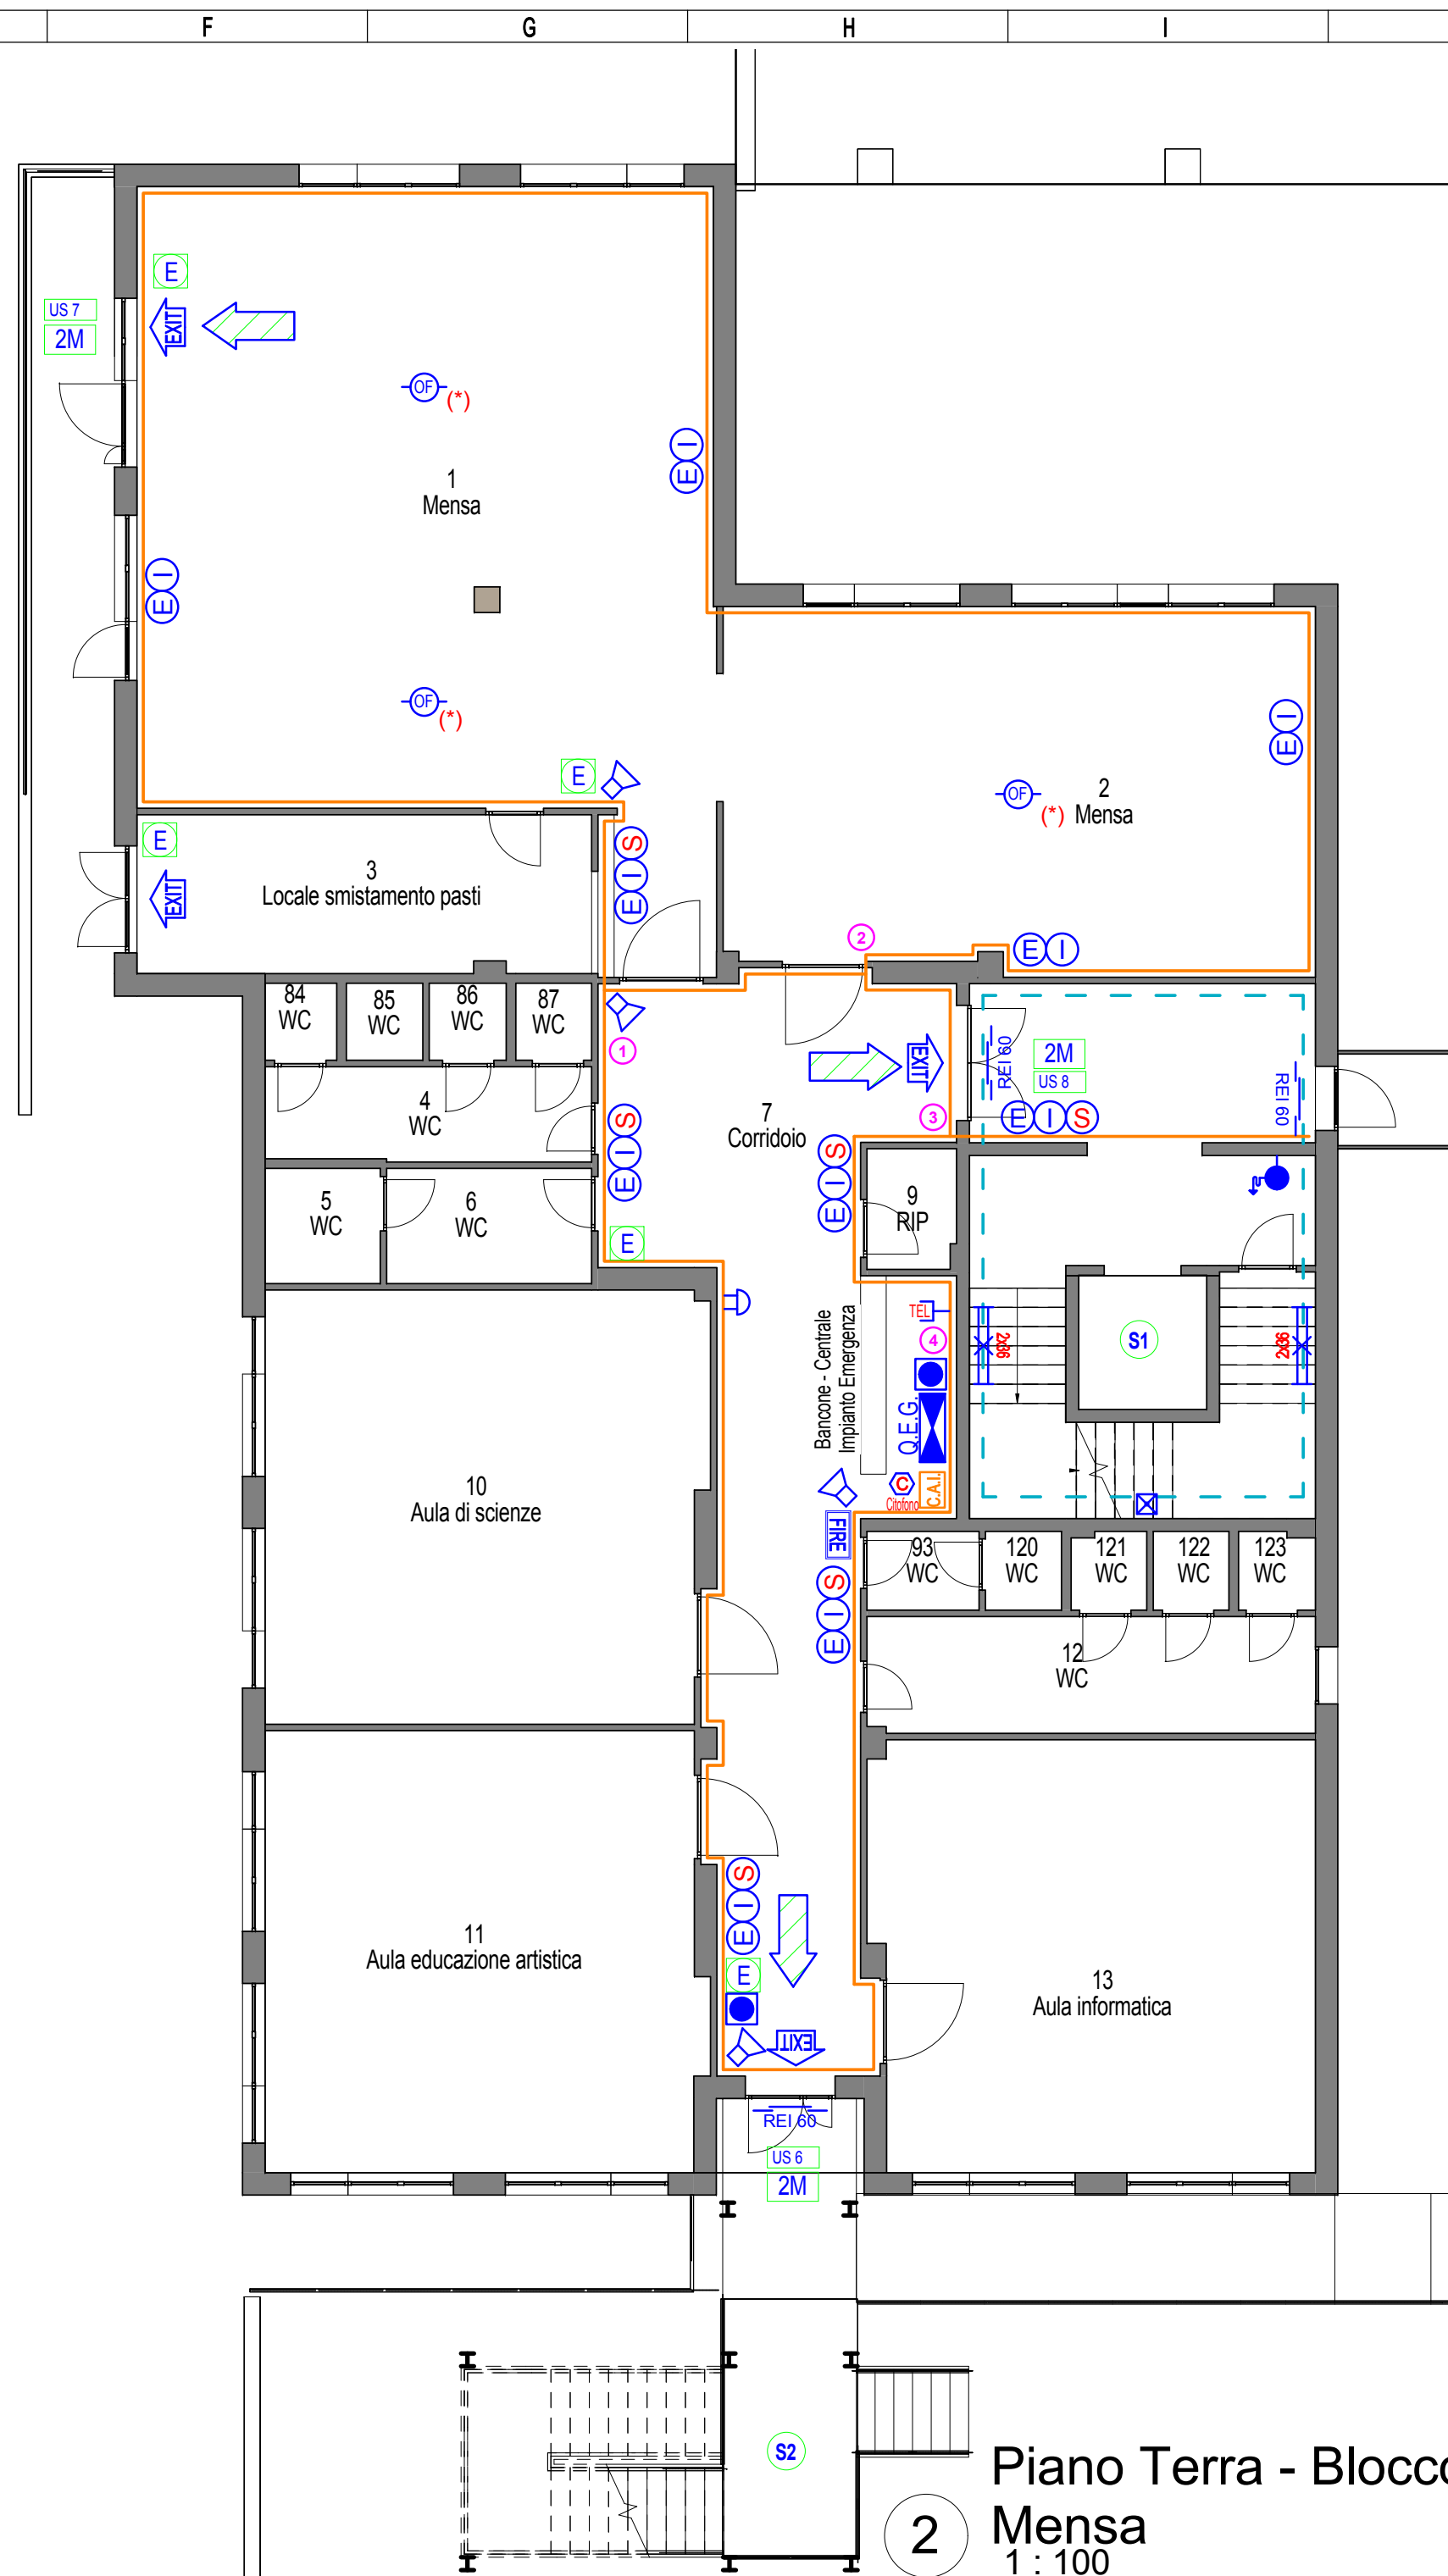 F G H I
E
US 7
EXIT
2M
OF
(*)
I
E
1
Mensa
I
E
OF
(*)
I
E
E
2
OF
(*) Mensa
E
S
I
E
3
Locale smistamento pasti
EXIT
2
E I
84
WC
85
WC
86
WC
87
WC
1
REI 60
2M
US 8
EXIT
REI 60
4
WC
7
Corridoio
3
E I S
S
I
E
S
I
E
5
WC
6
WC
9
RIP
E
Bancone - Centrale
Impianto Emergenza
TEL
4
2x36
S1
2x36
Q.E.G.
10
Aula di scienze
C
Citofono
C.A.I.
FIRE
93
WC
120
WC
121
WC
122
WC
123
WC
S
I
E
12
WC
S
I
E
11
Aula educazione artistica
E
13
Aula informatica
EXIT
REI 60
US 6
2M
S2
Piano Terra - Blocco
2 Mensa
1 : 100